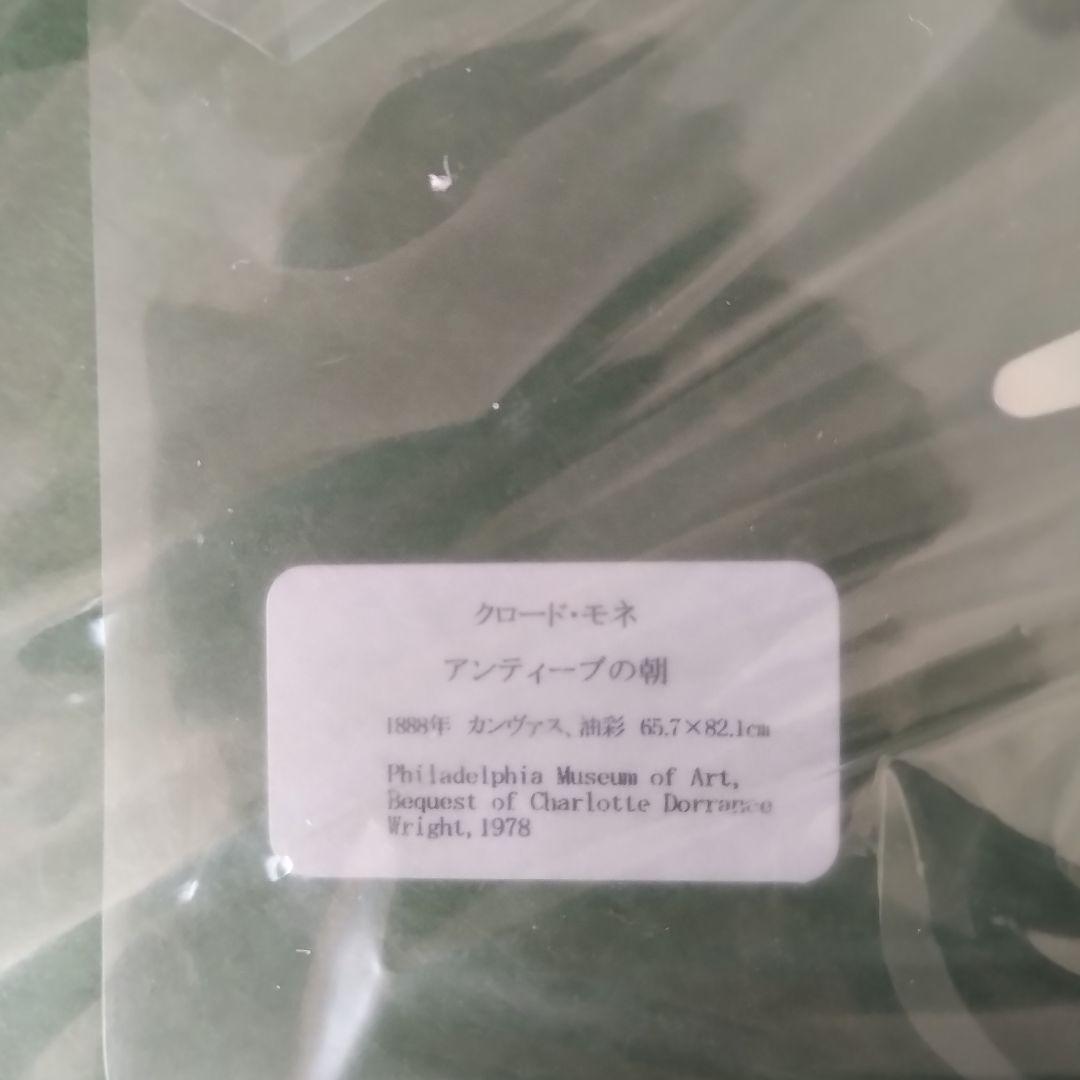 クロード・モネ
アンティーブの朝
1888年 カンヴァス、油彩 65.7×82.1cm
Philadelphia Museum of Art,
Bequest of Charlotte Dorrance
Wright,1978